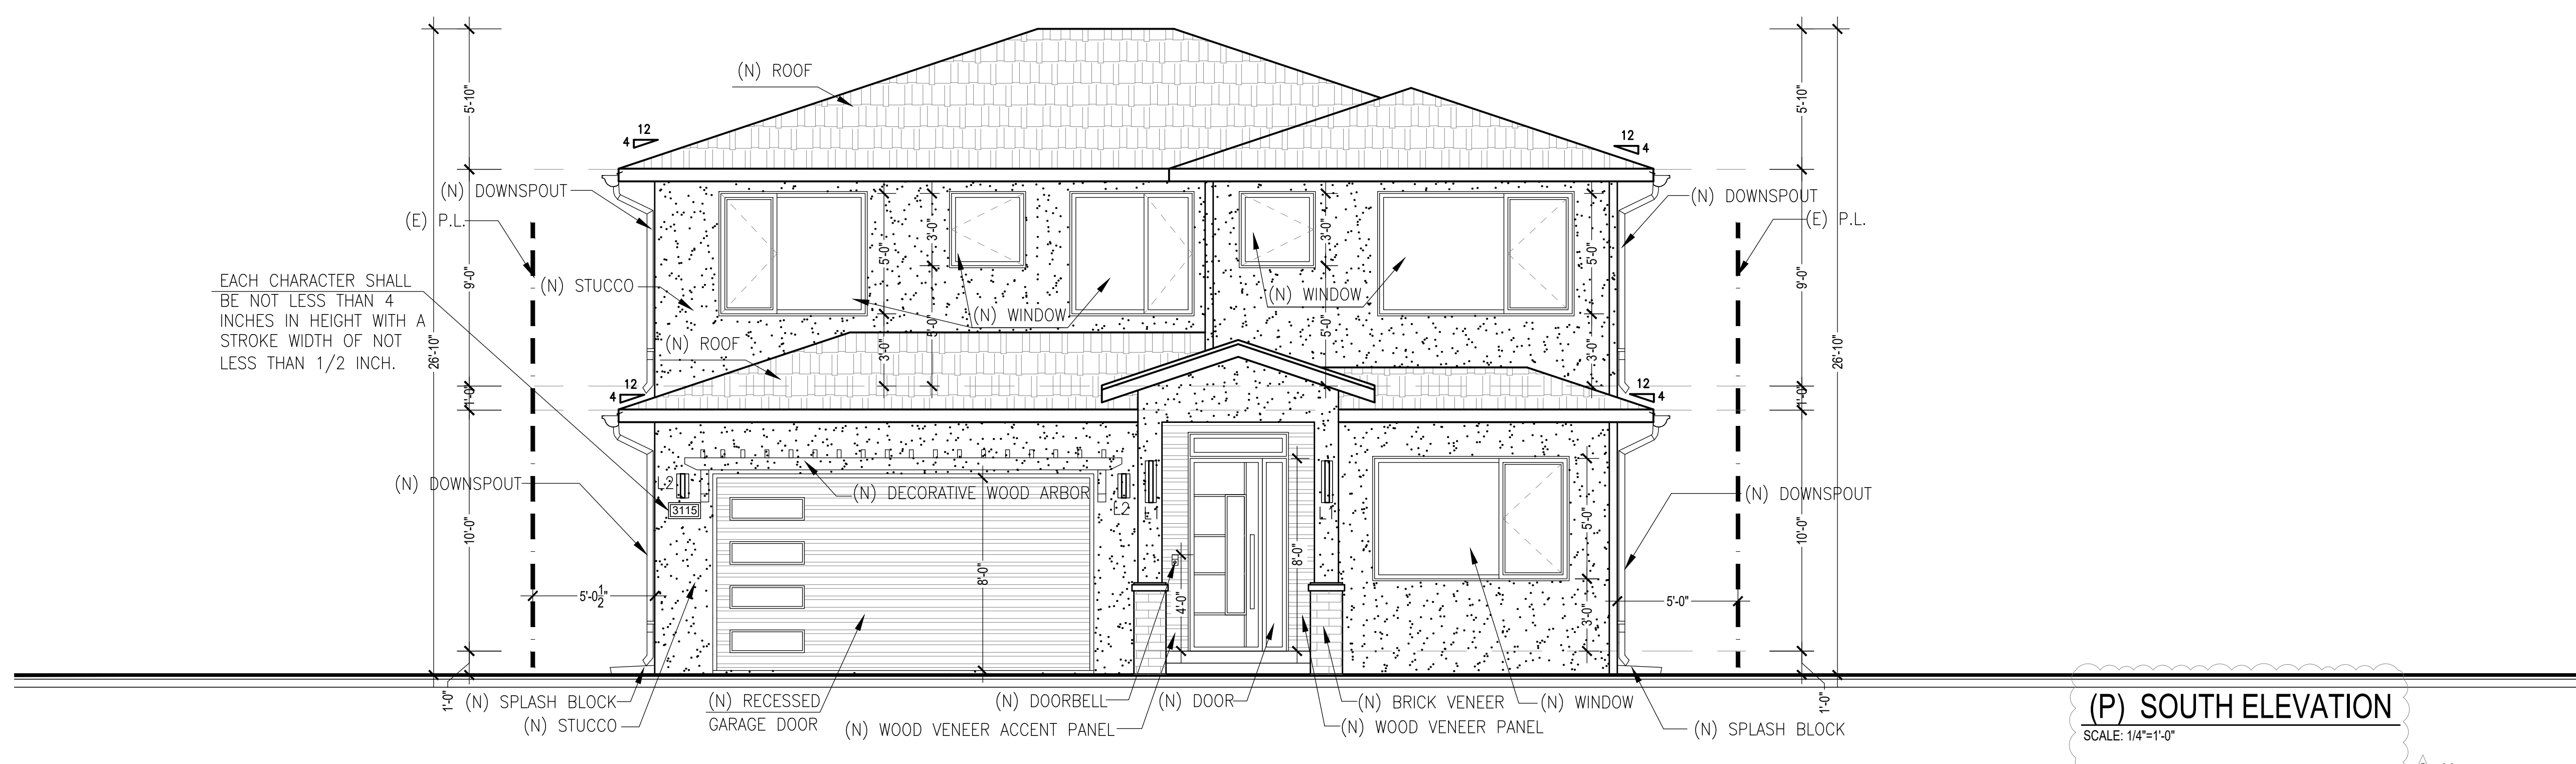 (N) ROOF
5'-10"
5'-10"
12
4
12
4
(N) DOWNSPOUT
(N) DOWNSPOUT
(E) P.L.
(E) P.L.
EACH CHARACTER SHALL
BE NOT LESS THAN 4
INCHES IN HEIGHT WITH A
STROKE WIDTH OF NOT
LESS THAN 1/2 INCH.
9'-0"
9'-0"
26'-10"
26'-10"
(N) STUCCO
5'-0"
3'-0"
3'-0"
5'-0"
(N) WINDOW
(N) WINDOW
(N) ROOF
3'-0"
5'-0"
5'-0"
3'-0"
12
4
12
4
1'-0"
1'-0"
(N) DOWNSPOUT
(N) DOWNSPOUT
L2
3115
(N) DECORATIVE WOOD ARBOR
L2
10'-0"
10'-0"
8'-0"
8'-0"
4'-0"
5'-0"
3'-0"
5'-0 1/2"
5'-0"
1'-0"
1'-0"
(N) SPLASH BLOCK
(N) STUCCO
(N) RECESSED
GARAGE DOOR
(N) WOOD VENEER ACCENT PANEL
(N) DOORBELL
(N) DOOR
(N) BRICK VENEER
(N) WOOD VENEER PANEL
(N) WINDOW
(N) SPLASH BLOCK
(P) SOUTH ELEVATION
SCALE: 1/4"=1'-0"